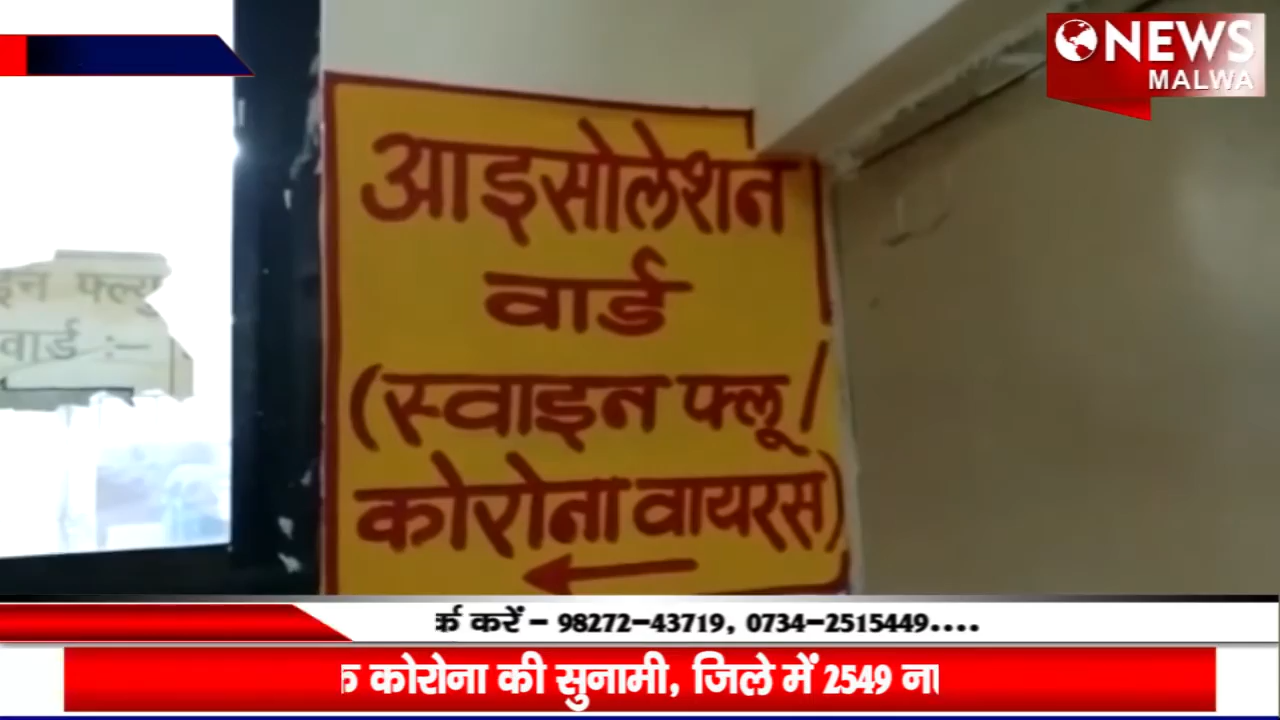 NEWS
MALWA
आइसोलेशन
वार्ड
(स्वाइन फ्लू/
कोरोना वायरस)
वार्ड :-
करें - 98272-43719, 0734-2515449....
कोरोना की सुनामी, जिले में 2549